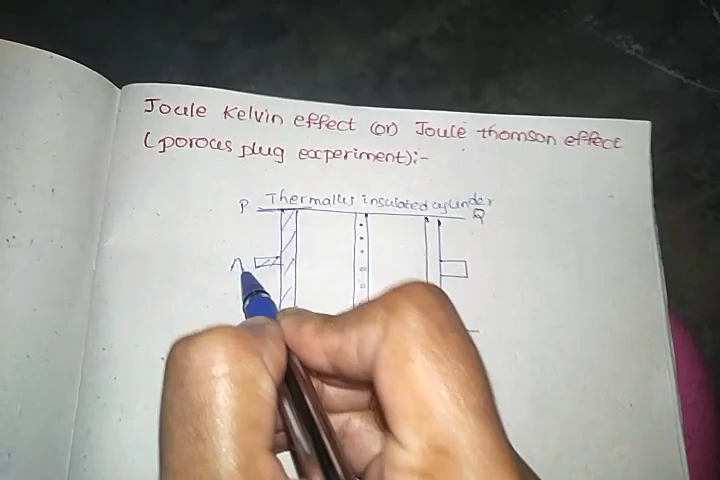 Joule Kelvin effect (or) Joule thomson effect
(porous plug experiment):-
P Thermally insulated cylinder Q